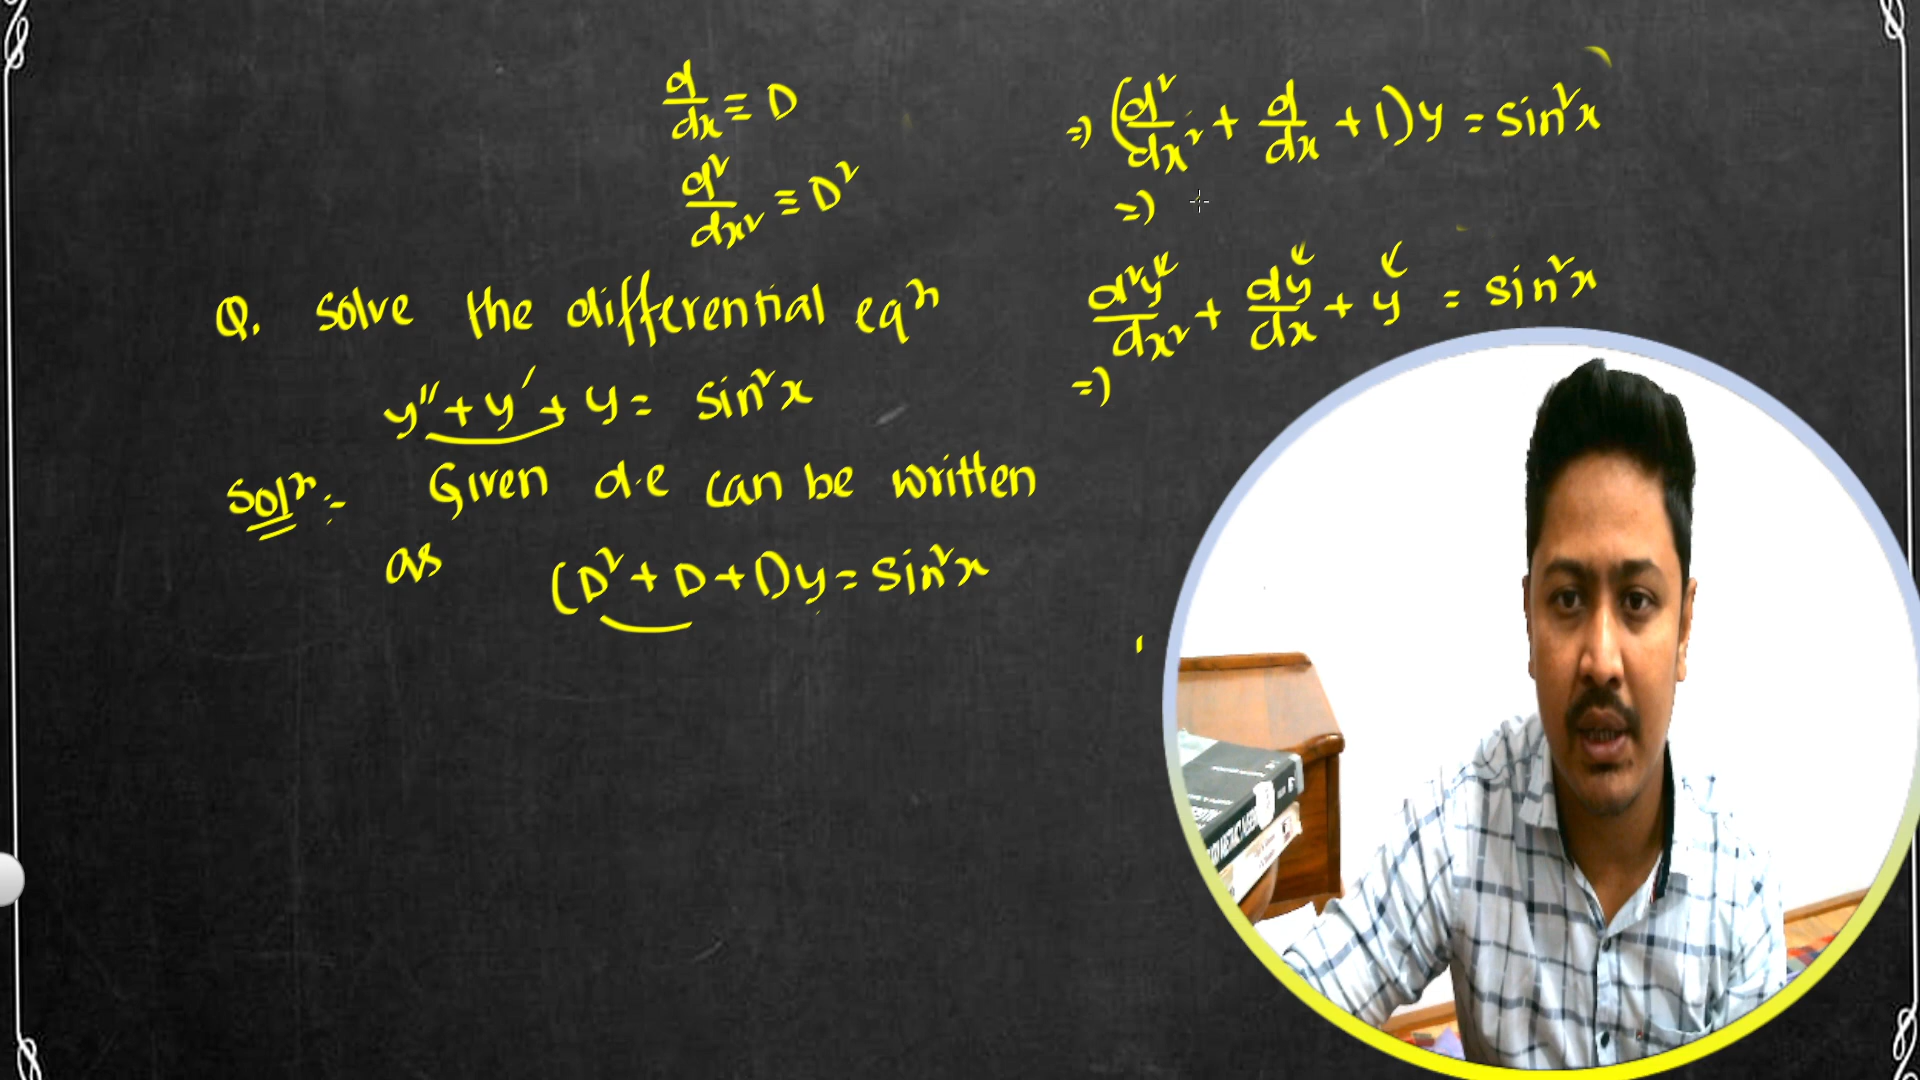 d/dx ≡ D
d²/dx² ≡ D²
Q. Solve the differential eqⁿ
y'' + y' + y = sin²x
Solⁿ:- Given d.e can be written
as (D² + D + 1)y = sin²x
=) (d²/dx² + d/dx + 1)y = sin²x
=)
d²y/dx² + dy/dx + y = sin²x
=)